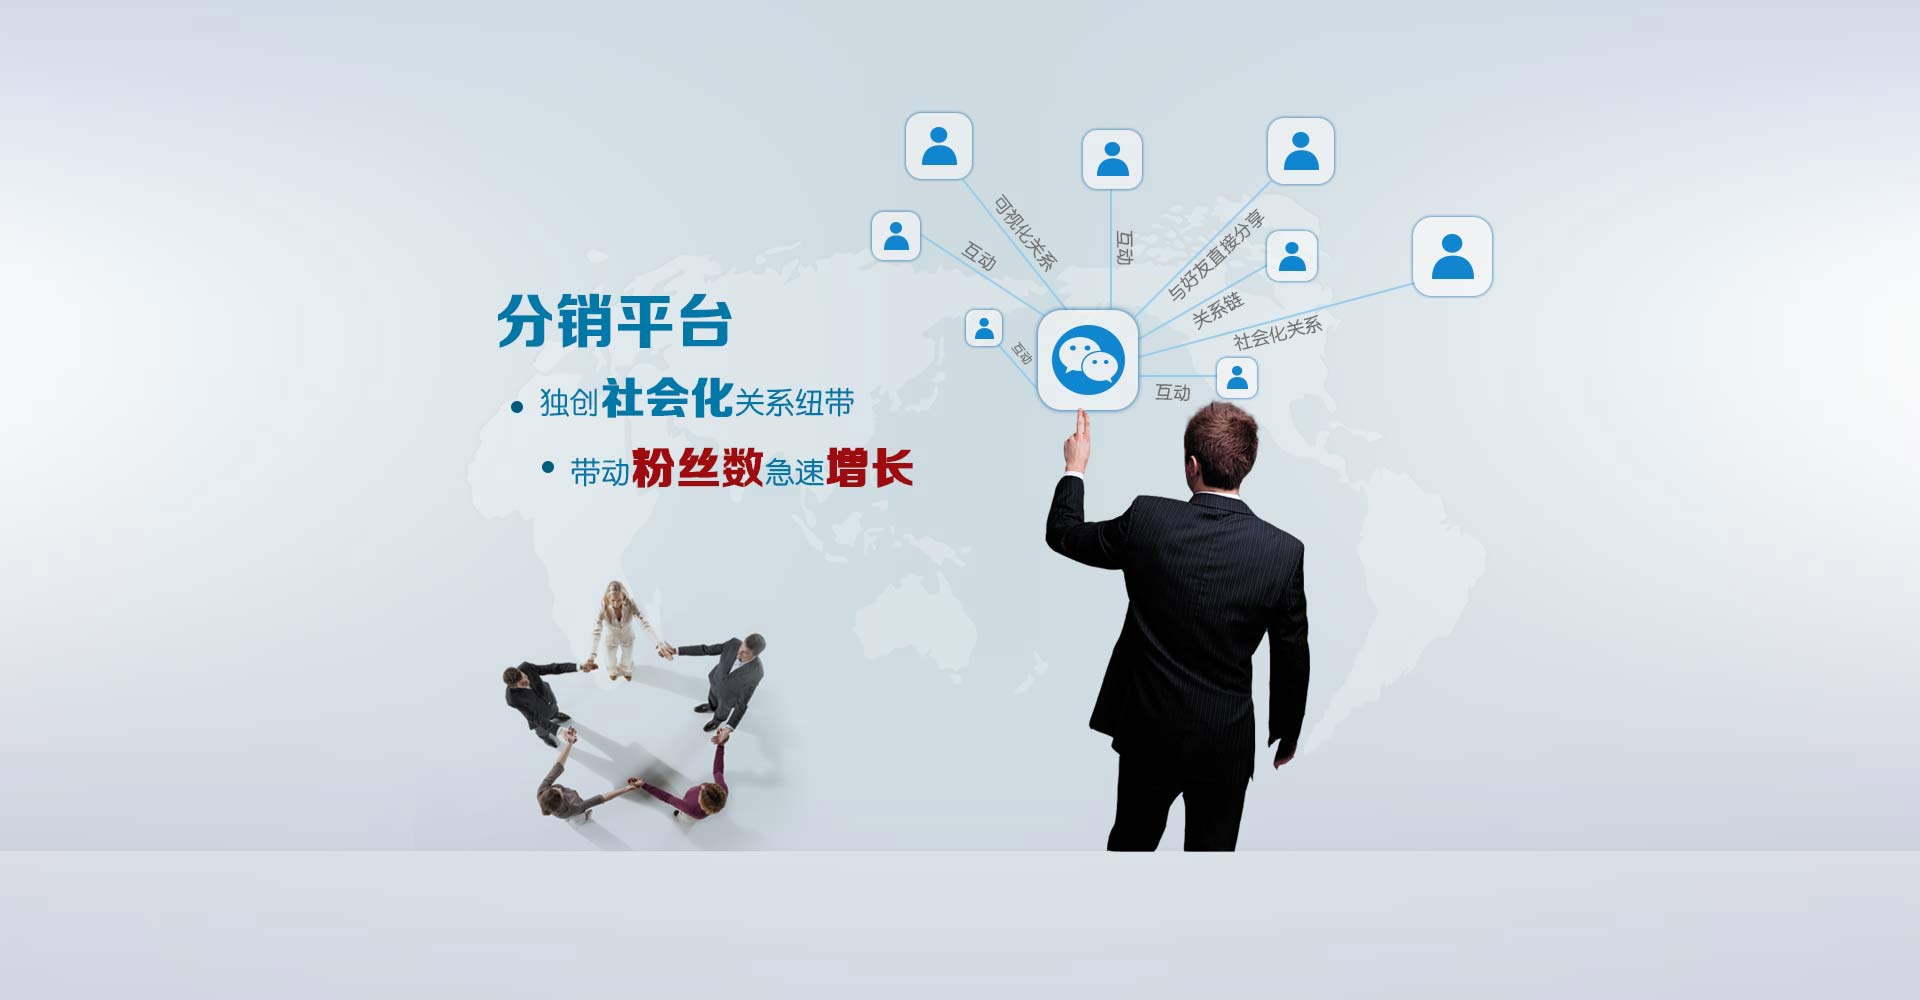 分销平台
独创社会化关系纽带
带动粉丝数急速增长
可视化关系
互动
互动
与好友直接分享
关系链
社会化关系
互动
互动